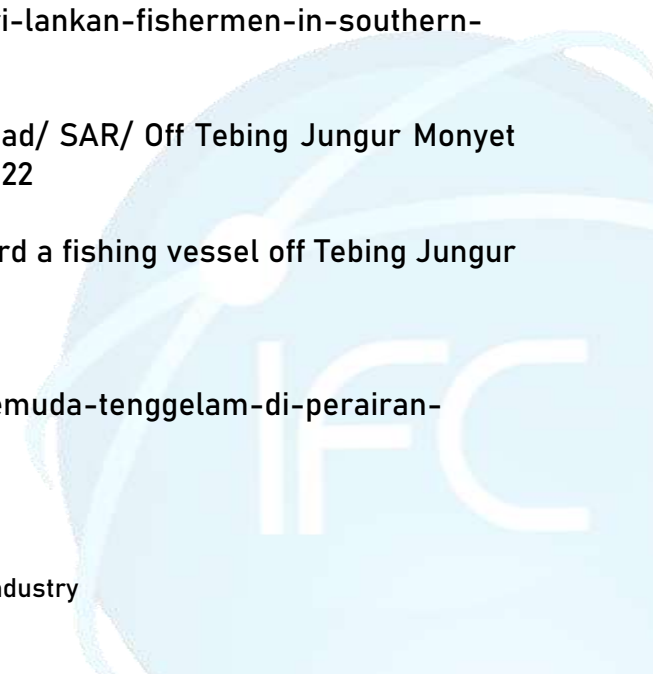 i-lankan-fishermen-in-southern-
ad/ SAR/ Off Tebing Jungur Monyet
22
rd a fishing vessel off Tebing Jungur
emuda-tenggelam-di-perairan-
IFC
ndustry